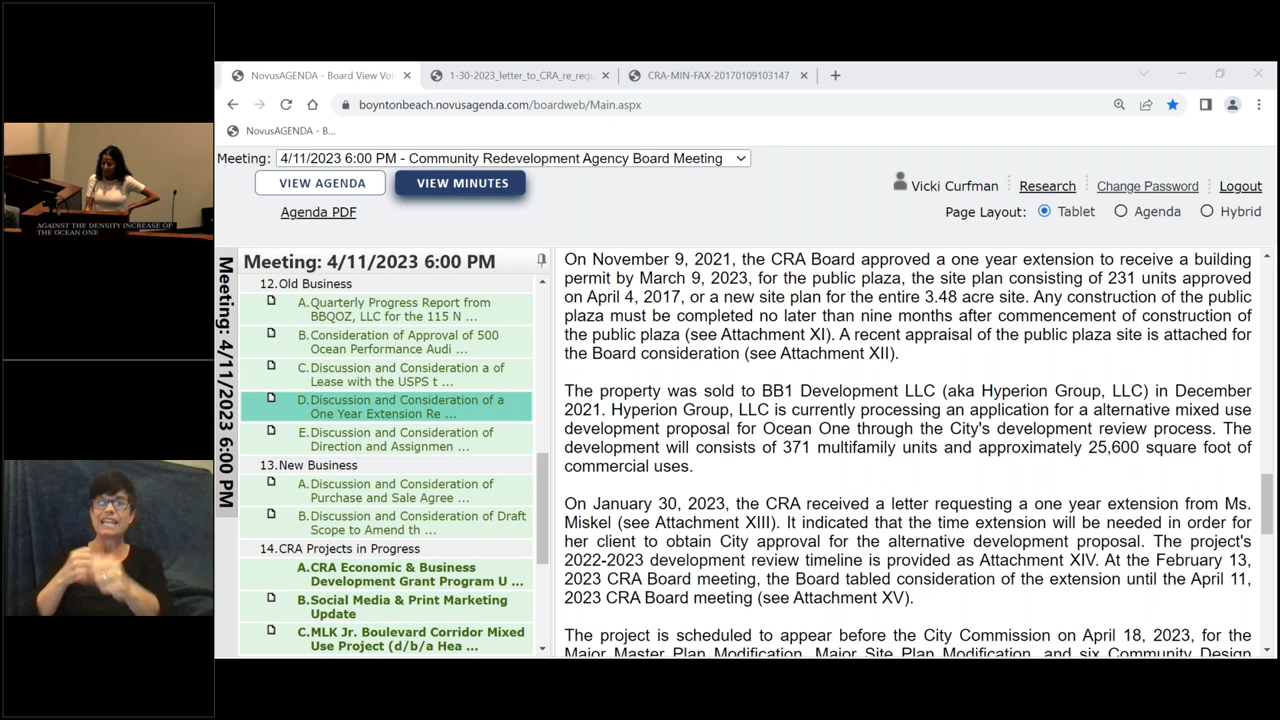 NovusAGENDA - Board View Vot
1-30-2023_letter_to_CRA_re_requ
CRA-MIN-FAX-20170109103147
boyntonbeach.novusagenda.com/boardweb/Main.aspx
NovusAGENDA - B...
Meeting: 4/11/2023 6:00 PM - Community Redevelopment Agency Board Meeting
VIEW AGENDA VIEW MINUTES
Agenda PDF
Vicki Curfman Research Change Password Logout
Page Layout: Tablet Agenda Hybrid
AGAINST THE DENSITY INCREASE OF
THE OCEAN ONE
Meeting: 4/11/2023 6:00 PM
Meeting: 4/11/2023 6:00 PM
12.Old Business
A.Quarterly Progress Report from
BBQOZ, LLC for the 115 N ...
B.Consideration of Approval of 500
Ocean Performance Audi ...
C.Discussion and Consideration a of
Lease with the USPS t ...
D.Discussion and Consideration of a
One Year Extension Re ...
E.Discussion and Consideration of
Direction and Assignmen ...
13.New Business
A.Discussion and Consideration of
Purchase and Sale Agree ...
B.Discussion and Consideration of Draft
Scope to Amend th ...
14.CRA Projects in Progress
A.CRA Economic & Business
Development Grant Program U ...
B.Social Media & Print Marketing
Update
C.MLK Jr. Boulevard Corridor Mixed
Use Project (d/b/a Hea ...
On November 9, 2021, the CRA Board approved a one year extension to receive a building
permit by March 9, 2023, for the public plaza, the site plan consisting of 231 units approved
on April 4, 2017, or a new site plan for the entire 3.48 acre site. Any construction of the public
plaza must be completed no later than nine months after commencement of construction of
the public plaza (see Attachment XI). A recent appraisal of the public plaza site is attached for
the Board consideration (see Attachment XII).
The property was sold to BB1 Development LLC (aka Hyperion Group, LLC) in December
2021. Hyperion Group, LLC is currently processing an application for a alternative mixed use
development proposal for Ocean One through the City's development review process. The
development will consists of 371 multifamily units and approximately 25,600 square foot of
commercial uses.
On January 30, 2023, the CRA received a letter requesting a one year extension from Ms.
Miskel (see Attachment XIII). It indicated that the time extension will be needed in order for
her client to obtain City approval for the alternative development proposal. The project's
2022-2023 development review timeline is provided as Attachment XIV. At the February 13,
2023 CRA Board meeting, the Board tabled consideration of the extension until the April 11,
2023 CRA Board meeting (see Attachment XV).
The project is scheduled to appear before the City Commission on April 18, 2023, for the
Major Master Plan Modification, Major Site Plan Modification, and six Community Design